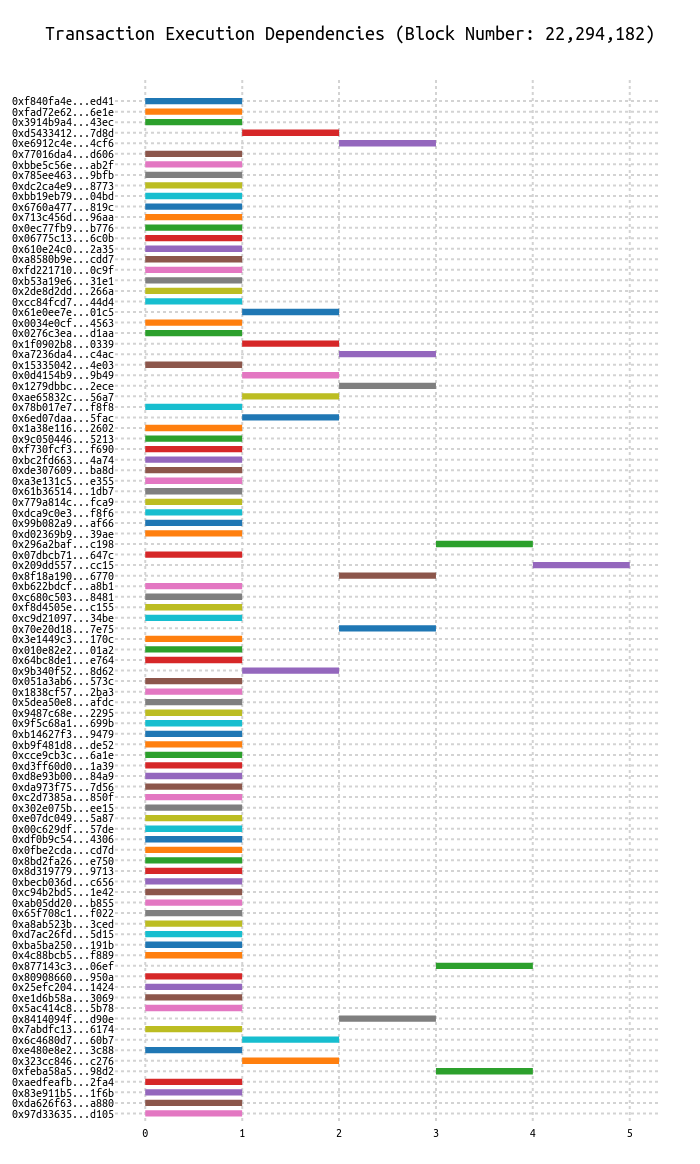 Transaction Execution Dependencies (Block Number: 22,294,182)
0xf840fa4e...ed41
0xfad72e62...6e1e
0x3914b9a4...43ec
0xd5433412...7d8d
0xe6912c4e...4cf6
0x77016da4...d606
0xbbe5c56e...ab2f
0x785ee463...9bfb
0xdc2ca4e9...8773
0xbb19eb79...04bd
0x6760a477...819c
0x713c456d...96aa
0x0ec77fb9...b776
0x06775c13...6c0b
0x610e24c0...2a35
0xa8580b9e...cdd7
0xfd221710...0c9f
0xb53a19e6...31e1
0x2de8d2dd...266a
0xcc84fcd7...44d4
0x61e0ee7e...01c5
0x0034e0cf...4563
0x0276c3ea...d1aa
0x1f0902b8...0339
0xa7236da4...c4ac
0x15335042...4e03
0x0d4154b9...9b49
0x1279dbbc...2ece
0xae65832c...56a7
0x78b017e7...f8f8
0x6ed07daa...5fac
0x1a38e116...2602
0x9c050446...5213
0xf730fcf3...f690
0xbc2fd663...4a74
0xde307609...ba8d
0xa3e131c5...e355
0x61b36514...1db7
0x779a814c...fca9
0xdca9c0e3...f8f6
0x99b082a9...af66
0xd02369b9...39ae
0x296a2baf...c198
0x07dbcb71...647c
0x209dd557...cc15
0x8f18a190...6770
0xb622bdcf...a8b1
0xc680c503...8481
0xf8d4505e...c155
0xc9d21097...34be
0x70e20d18...7e75
0x3e1449c3...170c
0x010e82e2...01a2
0x64bc8de1...e764
0x9b340f52...8d62
0x051a3ab6...573c
0x1838cf57...2ba3
0x5dea50e8...afdc
0x9487c68e...2295
0x9f5c68a1...699b
0xb14627f3...9479
0xb9f481d8...de52
0xcce9cb3c...6a1e
0xd3ff60d0...1a39
0xd8e93b00...84a9
0xda973f75...7d56
0xc2d7385a...850f
0x302e075b...ee15
0xe07dc049...5a87
0x00c629df...57de
0xdf0b9c54...4306
0x0fbe2cda...cd7d
0x8bd2fa26...e750
0x8d319779...9713
0xbecb036d...c656
0xc94b2bd5...1e42
0xab05dd20...b855
0x65f708c1...f022
0xa8ab523b...3ced
0xd7ac26fd...5d15
0xba5ba250...191b
0x4c88bcb5...f889
0x877143c3...06ef
0x80908660...950a
0x25efc204...1424
0xe1d6b58a...3069
0x5ac414c8...5b78
0x8414094f...d90e
0x7abdfc13...6174
0x6c4680d7...60b7
0xe480e8e2...3c88
0x323cc846...c276
0xfeba58a5...98d2
0xaedfeafb...2fa4
0x83e911b5...1f6b
0xda626f63...a880
0x97d33635...d105
0 1 2 3 4 5